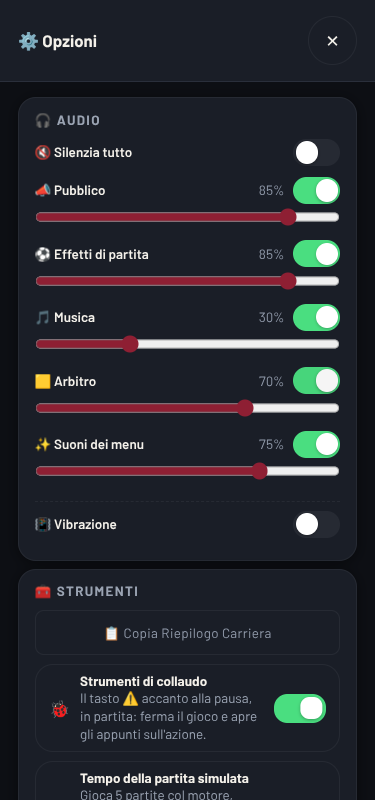 ⚙️ Opzioni
✕
🎧 AUDIO
🔇 Silenzia tutto
📣 Pubblico 85%
⚽ Effetti di partita 85%
🎵 Musica 30%
🟨 Arbitro 70%
✨ Suoni dei menu 75%
📳 Vibrazione
🧰 STRUMENTI
📋 Copia Riepilogo Carriera
🐞 Strumenti di collaudo
Il tasto ⚠️ accanto alla pausa,
in partita: ferma il gioco e apre
gli appunti sull'azione.
Tempo della partita simulata
Gioca 5 partite col motore,